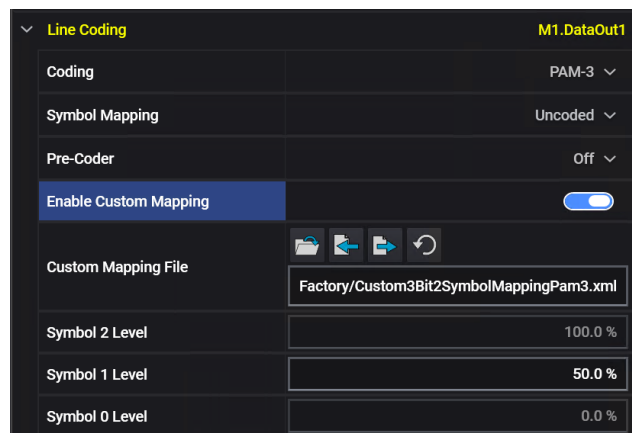 Line Coding M1.DataOut1
Coding PAM-3
Symbol Mapping Uncoded
Pre-Coder Off
Enable Custom Mapping
Custom Mapping File
Factory/Custom3Bit2SymbolMappingPam3.xml
Symbol 2 Level 100.0 %
Symbol 1 Level 50.0 %
Symbol 0 Level 0.0 %